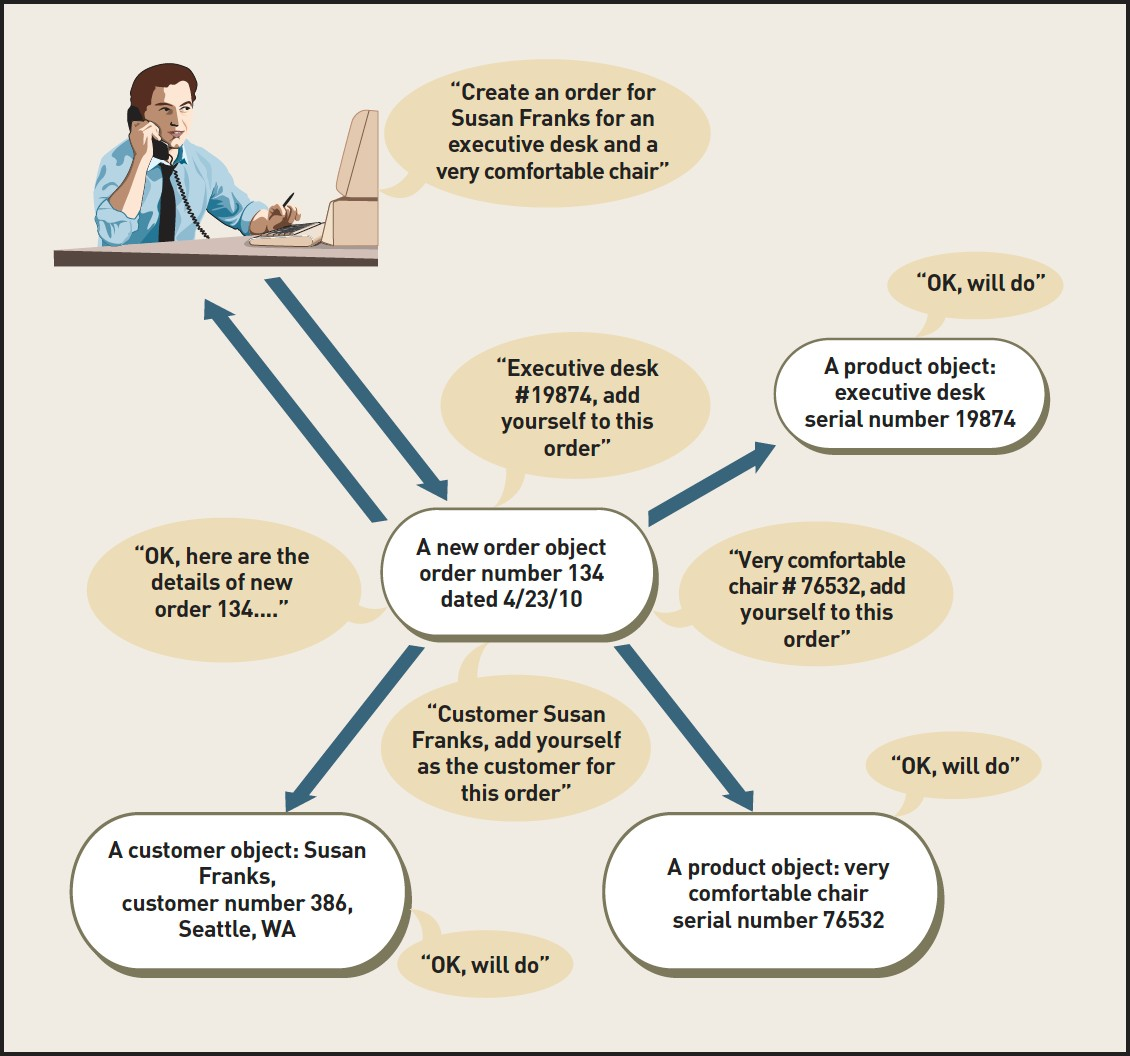 “Create an order for
Susan Franks for an
executive desk and a
very comfortable chair”
“OK, will do”
“Executive desk
#19874, add
yourself to this
order”
A product object:
executive desk
serial number 19874
“OK, here are the
details of new
order 134....”
A new order object
order number 134
dated 4/23/10
“Very comfortable
chair # 76532, add
yourself to this
order”
“Customer Susan
Franks, add yourself
as the customer for
this order”
“OK, will do”
A customer object: Susan
Franks,
customer number 386,
Seattle, WA
A product object: very
comfortable chair
serial number 76532
“OK, will do”